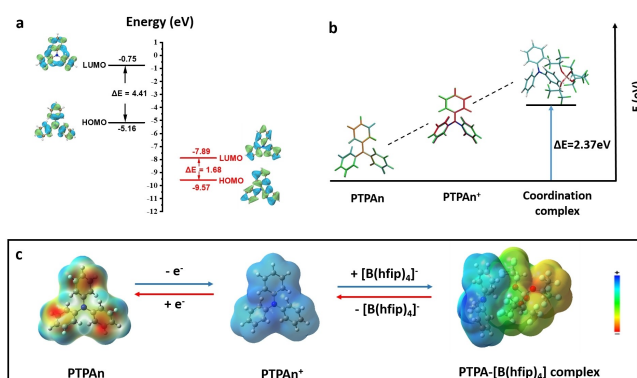 a
Energy (eV)
LUMO
-0.75
ΔE = 4.41
HOMO
-5.16
1
0
-1
-2
-3
-4
-5
-6
-7
-8
-9
-10
-11
-12
-7.89
LUMO
ΔE = 1.68
HOMO
-9.57
b
E (eV)
ΔE=2.37eV
PTPAn
PTPAn⁺
Coordination
complex
c
- e⁻
+ e⁻
+ [B(hfip)₄]⁻
- [B(hfip)₄]⁻
+
-
PTPAn
PTPAn⁺
PTPA-[B(hfip)₄] complex